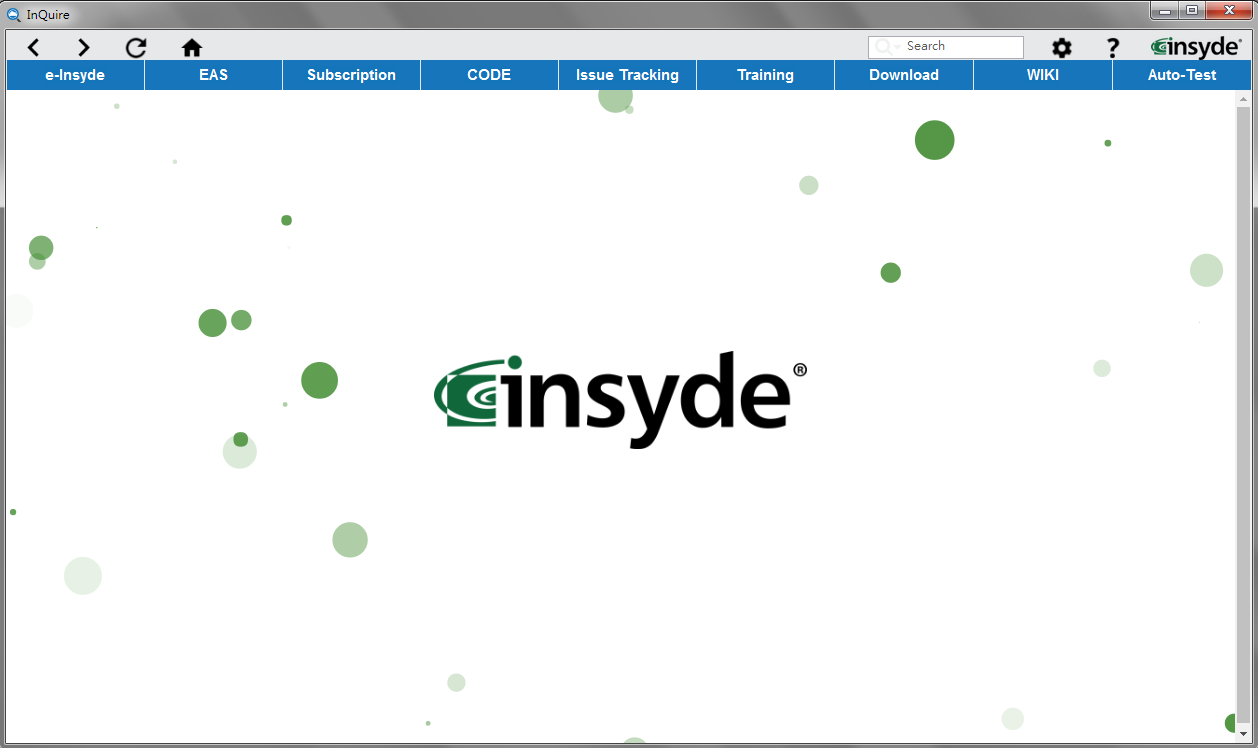 InQuire
Search
insyde®
e-Insyde
EAS
Subscription
CODE
Issue Tracking
Training
Download
WIKI
Auto-Test
insyde®